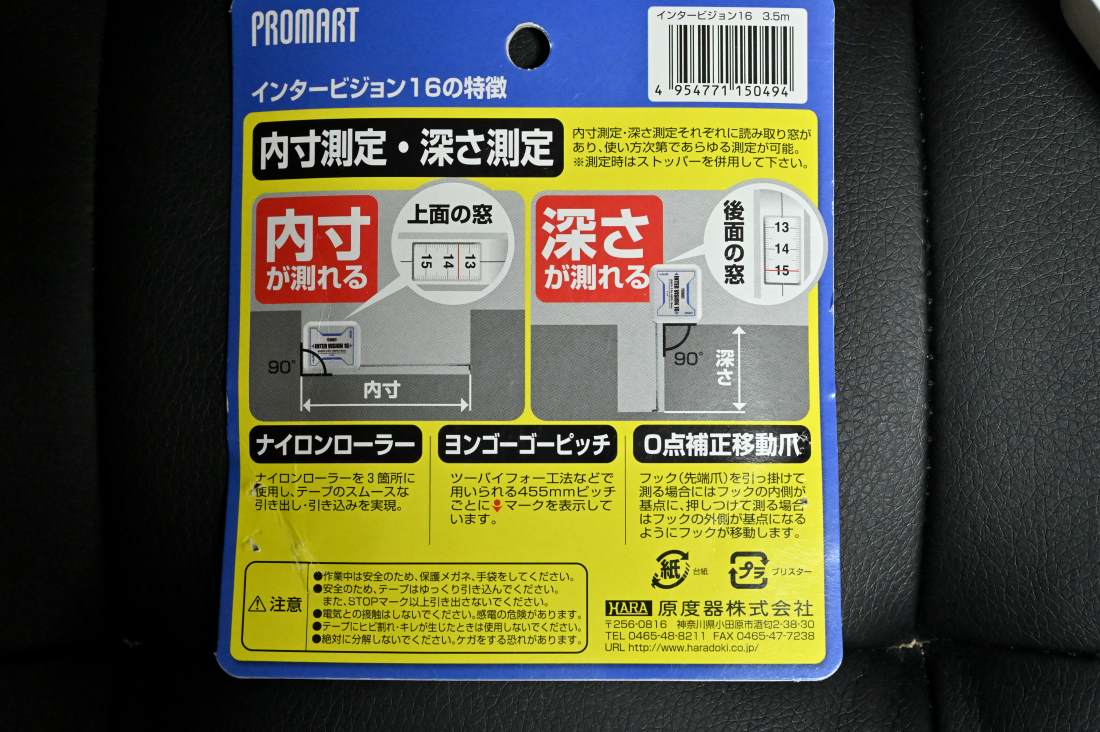 PROMART
インタービジョン16 3.5m
4 954771 150494
インタービジョン16の特徴
内寸測定・深さ測定
内寸測定・深さ測定それぞれに読み取り窓が
あり、使い方次第であらゆる測定が可能。
※測定時はストッパーを併用して下さい。
内寸
が測れる
上面の窓
15 14 13
INTER VISION 16
90°
内寸
深さ
が測れる
後面の窓
13
14
15
INTER VISION 16
90°
深さ
ナイロンローラー
ナイロンローラーを3箇所に
使用し、テープのスムースな
引き出し・引き込みを実現。
ヨンゴーゴーピッチ
ツーバイフォー工法などで
用いられる455mmピッチ
ごとにマークを表示して
います。
0点補正移動爪
フック(先端爪)を引っ掛けて
測る場合にはフックの内側が
基点に、押しつけて測る場合
はフックの外側が基点になる
ようにフックが移動します。
注意
●作業中は安全のため、保護メガネ、手袋をしてください。
●安全のため、テープはゆっくり引き込んでください。
また、STOPマーク以上引き出さないでください。
●電気との接触はしないでください。感電の危険があります。
●テープにヒビ割れ・キレが生じたときは使用しないでください。
●絶対に分解しないでください。ケガをする恐れがあります。
紙 台紙
プラ ブリスター
HARA 原度器株式会社
〒256-0816 神奈川県小田原市酒匂2-38-30
TEL 0465-48-8211 FAX 0465-47-7238
URL http://www.haradoki.co.jp/